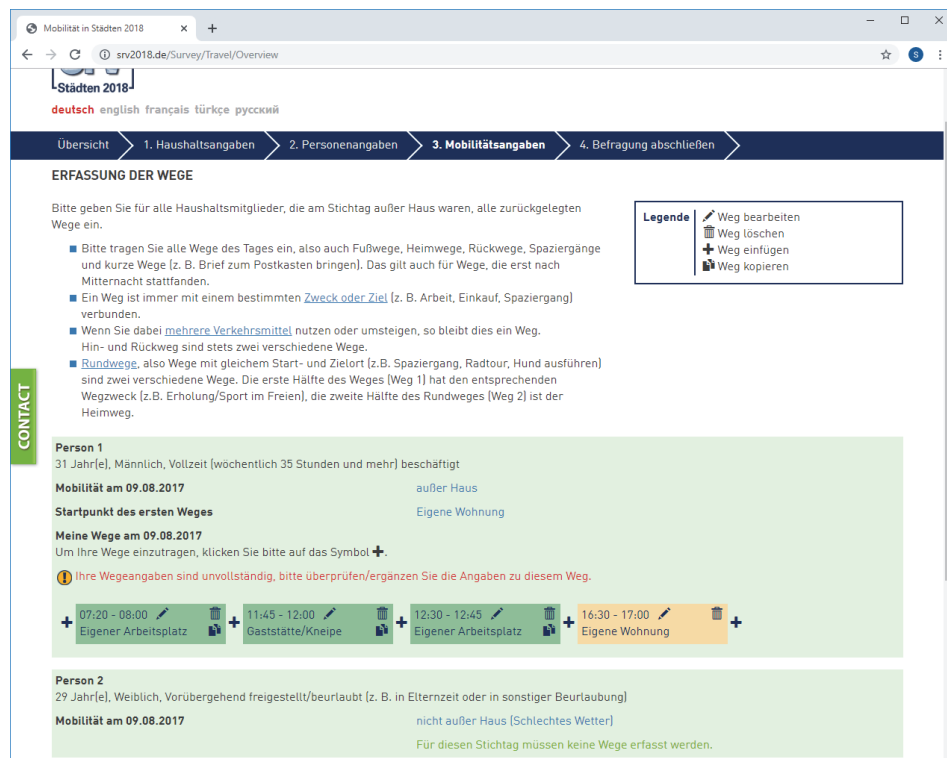 Mobilität in Städten 2018
srv2018.de/Survey/Travel/Overview
S
Städten 2018
deutsch english français türkçe русский
Übersicht 1. Haushaltsangaben 2. Personenangaben 3. Mobilitätsangaben 4. Befragung abschließen
ERFASSUNG DER WEGE
Bitte geben Sie für alle Haushaltsmitglieder, die am Stichtag außer Haus waren, alle zurückgelegten
Wege ein.
Bitte tragen Sie alle Wege des Tages ein, also auch Fußwege, Heimwege, Rückwege, Spaziergänge
und kurze Wege (z. B. Brief zum Postkasten bringen). Das gilt auch für Wege, die erst nach
Mitternacht stattfanden.
Ein Weg ist immer mit einem bestimmten Zweck oder Ziel (z. B. Arbeit, Einkauf, Spaziergang)
verbunden.
Wenn Sie dabei mehrere Verkehrsmittel nutzen oder umsteigen, so bleibt dies ein Weg.
Hin- und Rückweg sind stets zwei verschiedene Wege.
Rundwege, also Wege mit gleichem Start- und Zielort (z.B. Spaziergang, Radtour, Hund ausführen)
sind zwei verschiedene Wege. Die erste Hälfte des Weges (Weg 1) hat den entsprechenden
Wegzweck (z.B. Erholung/Sport im Freien), die zweite Hälfte des Rundweges (Weg 2) ist der
Heimweg.
Legende
Weg bearbeiten
Weg löschen
Weg einfügen
Weg kopieren
CONTACT
Person 1
31 Jahr(e), Männlich, Vollzeit (wöchentlich 35 Stunden und mehr) beschäftigt
Mobilität am 09.08.2017 außer Haus
Startpunkt des ersten Weges Eigene Wohnung
Meine Wege am 09.08.2017
Um Ihre Wege einzutragen, klicken Sie bitte auf das Symbol +.
Ihre Wegeangaben sind unvollständig, bitte überprüfen/ergänzen Sie die Angaben zu diesem Weg.
07:20 - 08:00
Eigener Arbeitsplatz
11:45 - 12:00
Gaststätte/Kneipe
12:30 - 12:45
Eigener Arbeitsplatz
16:30 - 17:00
Eigene Wohnung
Person 2
29 Jahr(e), Weiblich, Vorübergehend freigestellt/beurlaubt (z. B. in Elternzeit oder in sonstiger Beurlaubung)
Mobilität am 09.08.2017 nicht außer Haus (Schlechtes Wetter)
Für diesen Stichtag müssen keine Wege erfasst werden.